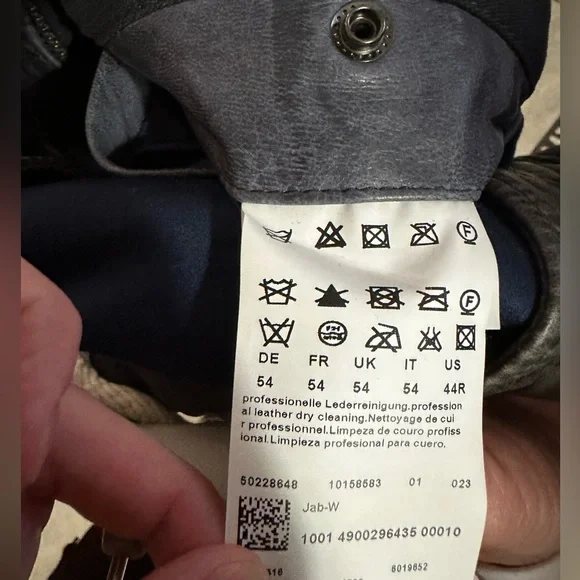 F
F
DE FR UK IT US
54 54 54 54 44R
professionelle Lederreinigung.profession
al leather dry cleaning.Nettoyage de cui
r professionnel.Limpeza de couro profiss
ional.Limpieza profesional para cuero.
50228648 10158583 01 023
Jab-W
1001 4900296435 00010
316 6019652